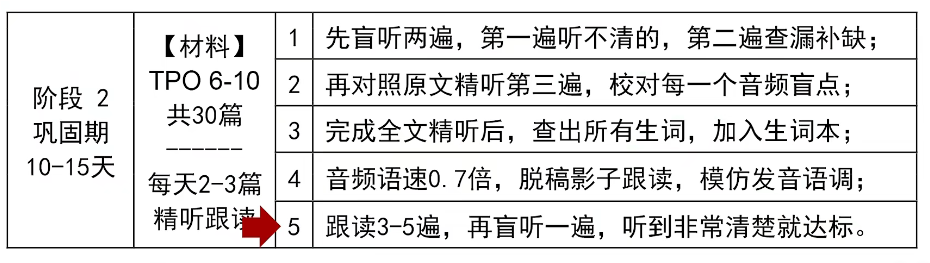 阶段 2
巩固期
10-15天
【材料】
TPO 6-10
共30篇
------
每天2-3篇
精听跟读
1 先盲听两遍，第一遍听不清的，第二遍查漏补缺；
2 再对照原文精听第三遍，校对每一个音频盲点；
3 完成全文精听后，查出所有生词，加入生词本；
4 音频语速0.7倍，脱稿影子跟读，模仿发音语调；
5 跟读3-5遍，再盲听一遍，听到非常清楚就达标。